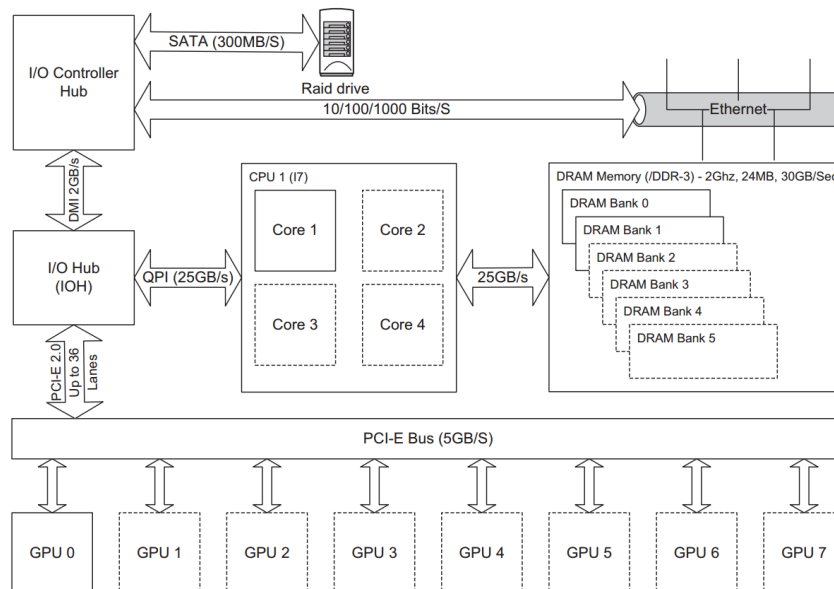 SATA (300MB/S)
I/O Controller
Hub
Raid drive
10/100/1000 Bits/S
Ethernet
DMI 2GB/s
CPU 1 (I7)
Core 1
Core 2
Core 3
Core 4
DRAM Memory (/DDR-3) - 2Ghz, 24MB, 30GB/Sec
DRAM Bank 0
DRAM Bank 1
DRAM Bank 2
DRAM Bank 3
DRAM Bank 4
DRAM Bank 5
I/O Hub
(IOH)
QPI (25GB/s)
25GB/s
PCI-E 2.0
Up to 36
Lanes
PCI-E Bus (5GB/S)
GPU 0
GPU 1
GPU 2
GPU 3
GPU 4
GPU 5
GPU 6
GPU 7